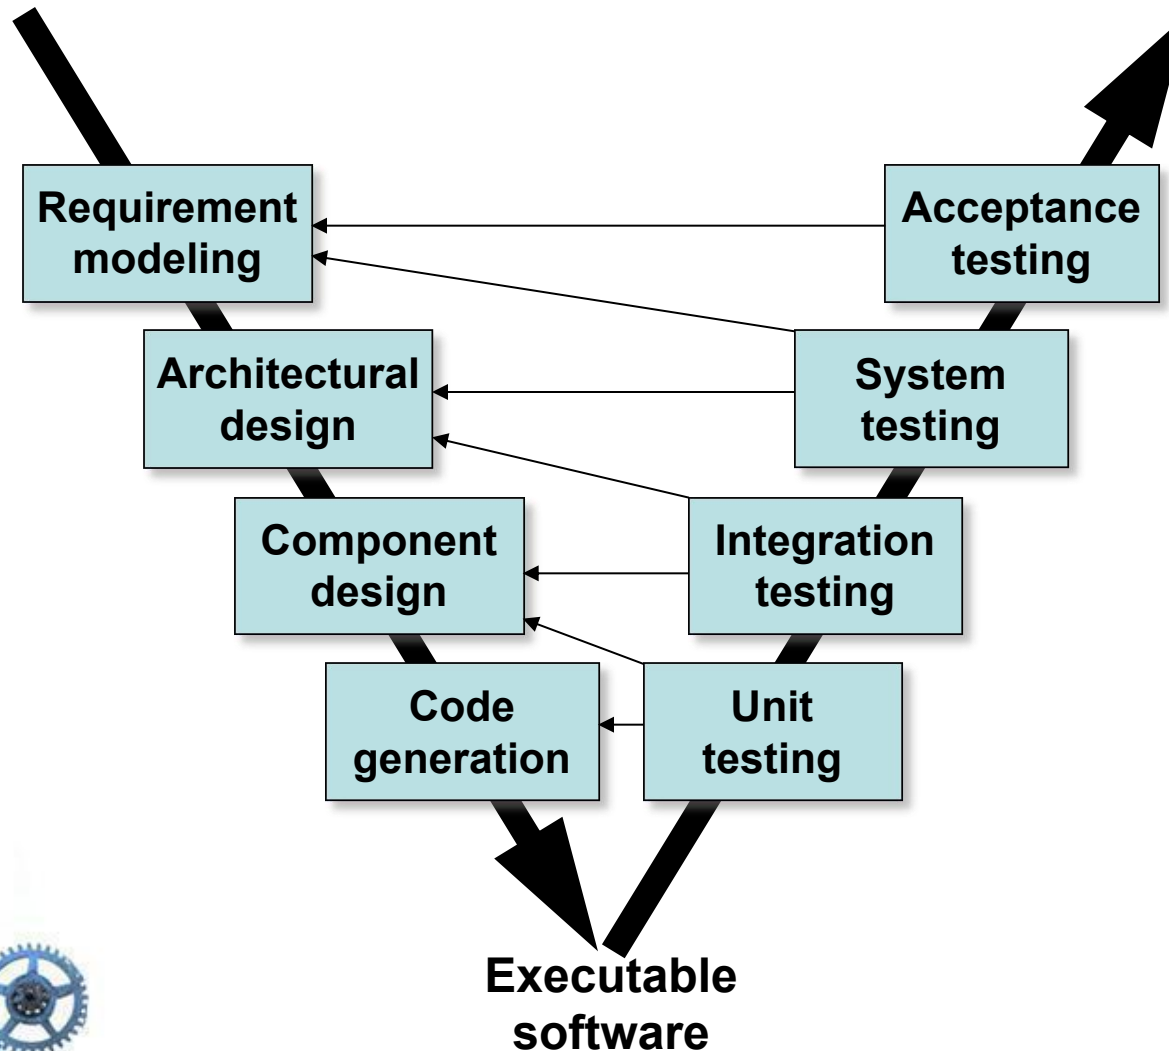 Requirement
modeling
Acceptance
testing
Architectural
design
System
testing
Component
design
Integration
testing
Code
generation
Unit
testing
Executable
software